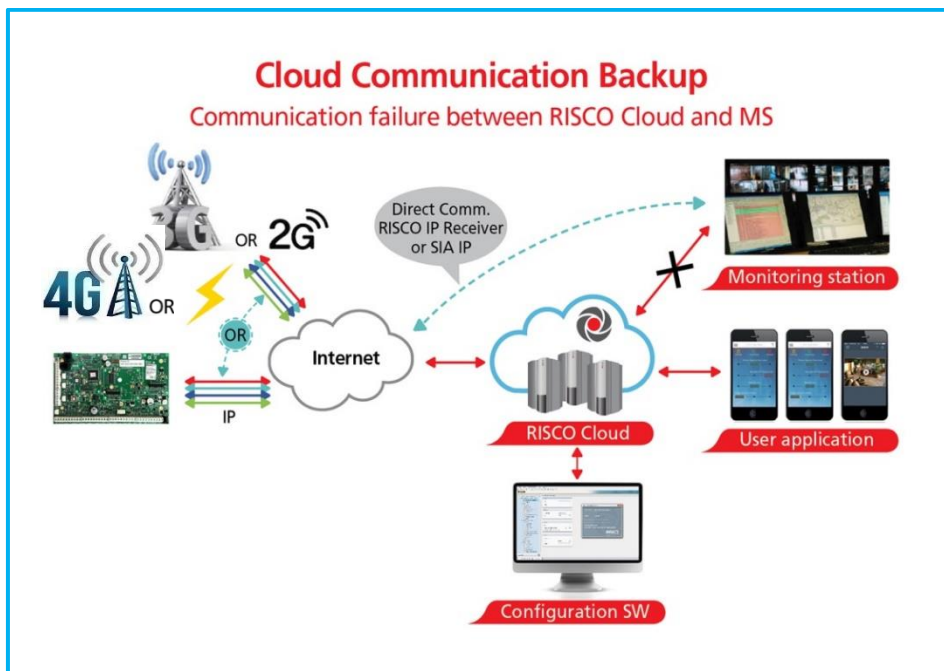 Cloud Communication Backup
Communication failure between RISCO Cloud and MS
3G
OR
2G
Direct Comm.
RISCO IP Receiver
or SIA IP
4G
OR
OR
Internet
IP
Monitoring station
RISCO Cloud
User application
Configuration SW